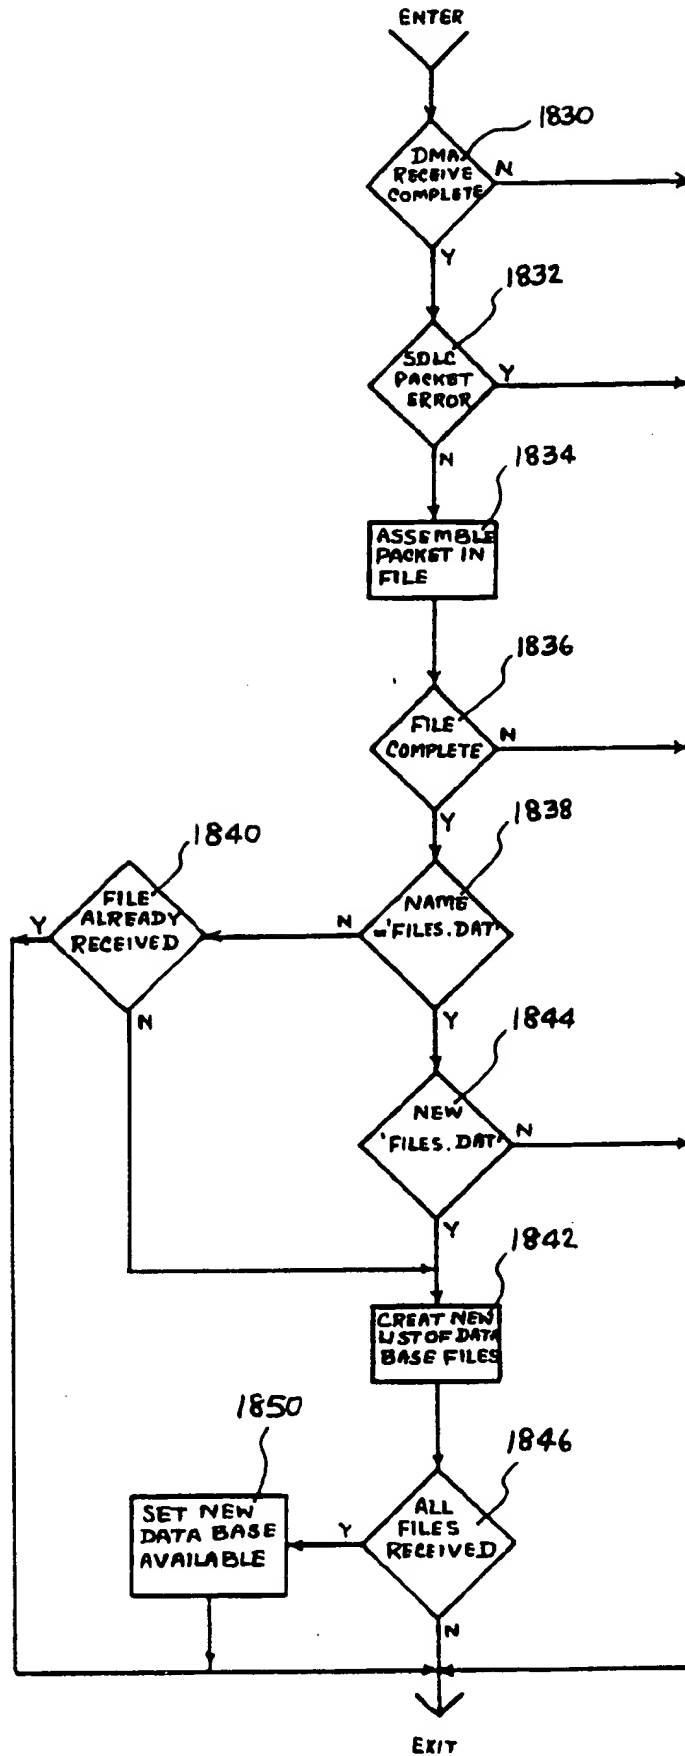 ENTER
1830
DMA
RECEIVE
COMPLETE
N
Y
1832
SDLC
PACKET
ERROR
Y
N
1834
ASSEMBLE
PACKET IN
FILE
1836
FILE
COMPLETE
N
Y
1838
NAME
='FILES.DAT'
N
Y
1840
FILE
ALREADY
RECEIVED
Y
N
1844
NEW
'FILES.DAT'
N
Y
1842
CREAT NEW
LIST OF DATA
BASE FILES
1846
ALL
FILES
RECEIVED
Y
N
1850
SET NEW
DATA BASE
AVAILABLE
EXIT